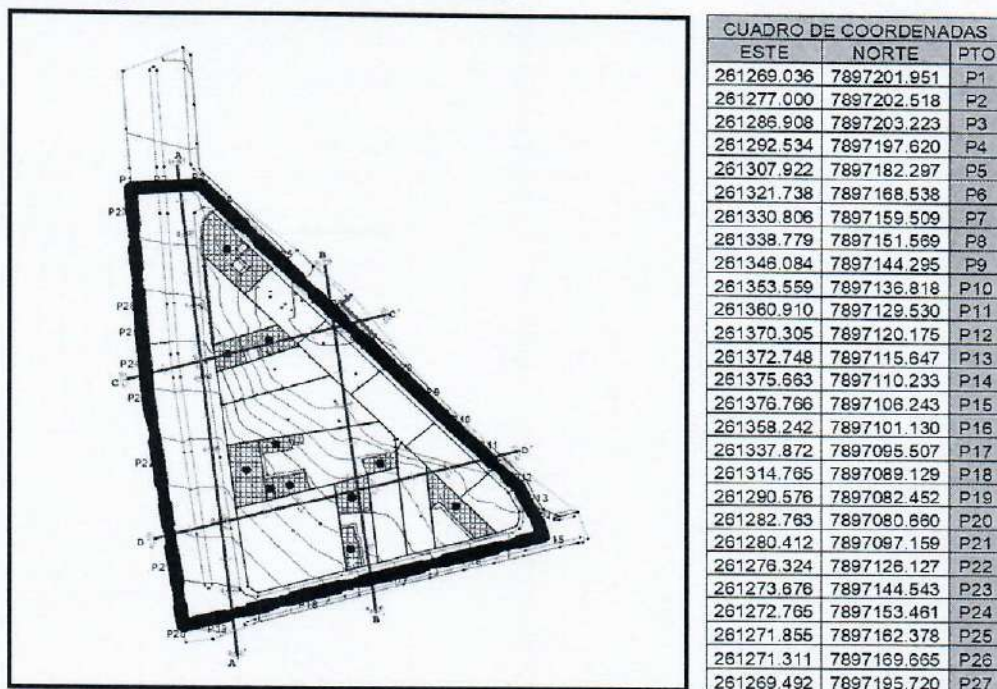 CUADRO DE COORDENADAS
ESTE NORTE PTO
261269.036 7897201.951 P1
261277.000 7897202.518 P2
261286.908 7897203.223 P3
261292.534 7897197.620 P4
261307.922 7897182.297 P5
261321.738 7897168.538 P6
261330.806 7897159.509 P7
261338.779 7897151.569 P8
261346.084 7897144.295 P9
261353.559 7897136.818 P10
261360.910 7897129.530 P11
261370.305 7897120.175 P12
261372.748 7897115.647 P13
261375.663 7897110.233 P14
261376.766 7897106.243 P15
261358.242 7897101.130 P16
261337.872 7897095.507 P17
261314.765 7897089.129 P18
261290.576 7897082.452 P19
261282.763 7897080.660 P20
261280.412 7897097.159 P21
261276.324 7897126.127 P22
261273.676 7897144.543 P23
261272.765 7897153.461 P24
261271.855 7897162.378 P25
261271.311 7897169.665 P26
261269.492 7897195.720 P27
A
B
C
C'
D
D'
P20
A'
B'